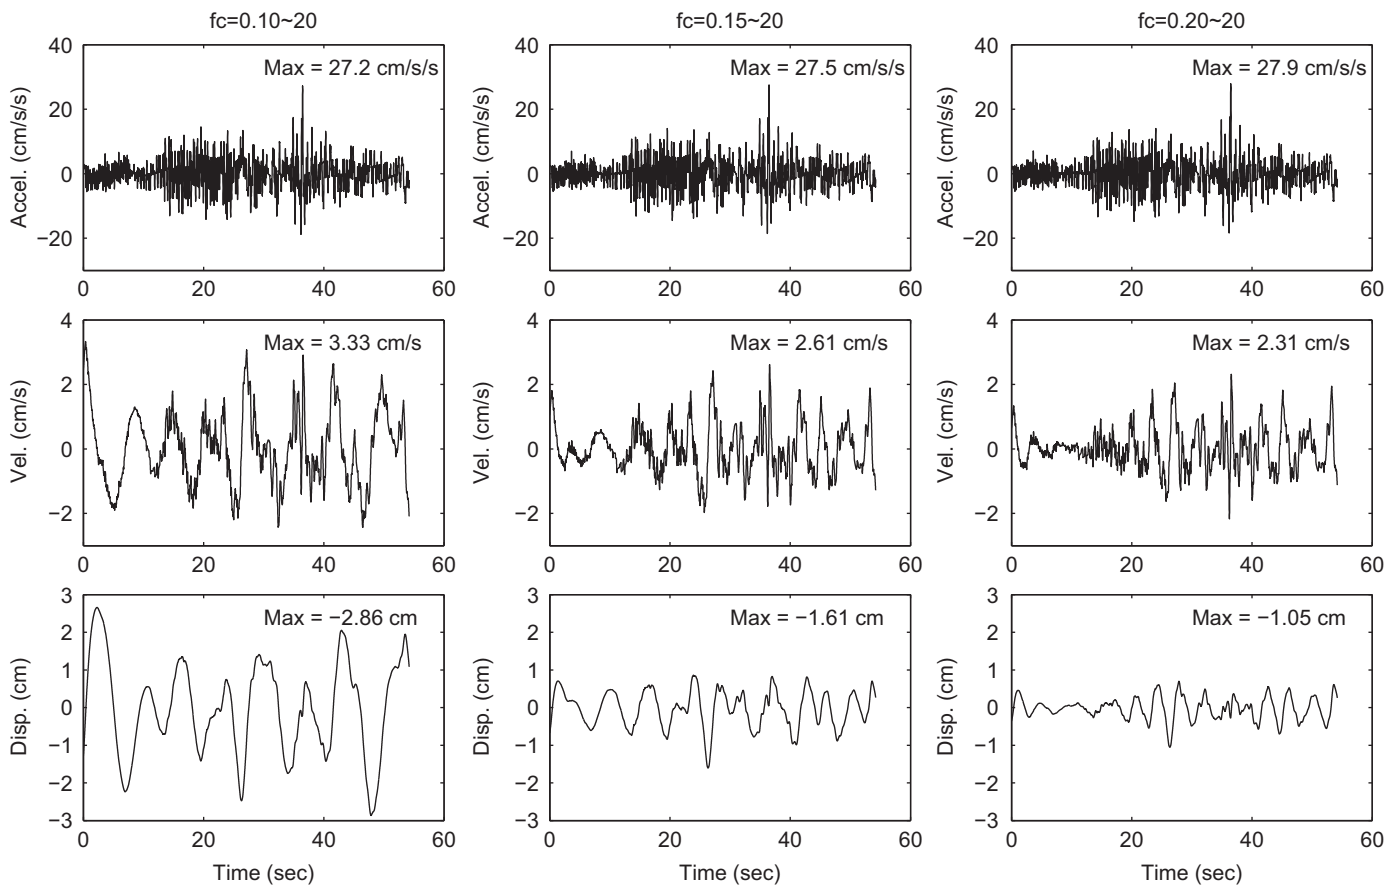 fc=0.10~20 fc=0.15~20 fc=0.20~20
Accel. (cm/s/s) 40 20 0 −20 Max = 27.2 cm/s/s
0 20 40 60
Accel. (cm/s/s) 40 20 0 −20 Max = 27.5 cm/s/s
0 20 40 60
Accel. (cm/s/s) 40 20 0 −20 Max = 27.9 cm/s/s
0 20 40 60
Vel. (cm/s) 4 2 0 −2 Max = 3.33 cm/s
0 20 40 60
Vel. (cm/s) 4 2 0 −2 Max = 2.61 cm/s
0 20 40 60
Vel. (cm/s) 4 2 0 −2 Max = 2.31 cm/s
0 20 40 60
Disp. (cm) 3 2 1 0 −1 −2 −3 Max = −2.86 cm
0 20 40 60
Time (sec)
Disp. (cm) 3 2 1 0 −1 −2 −3 Max = −1.61 cm
0 20 40 60
Time (sec)
Disp. (cm) 3 2 1 0 −1 −2 −3 Max = −1.05 cm
0 20 40 60
Time (sec)